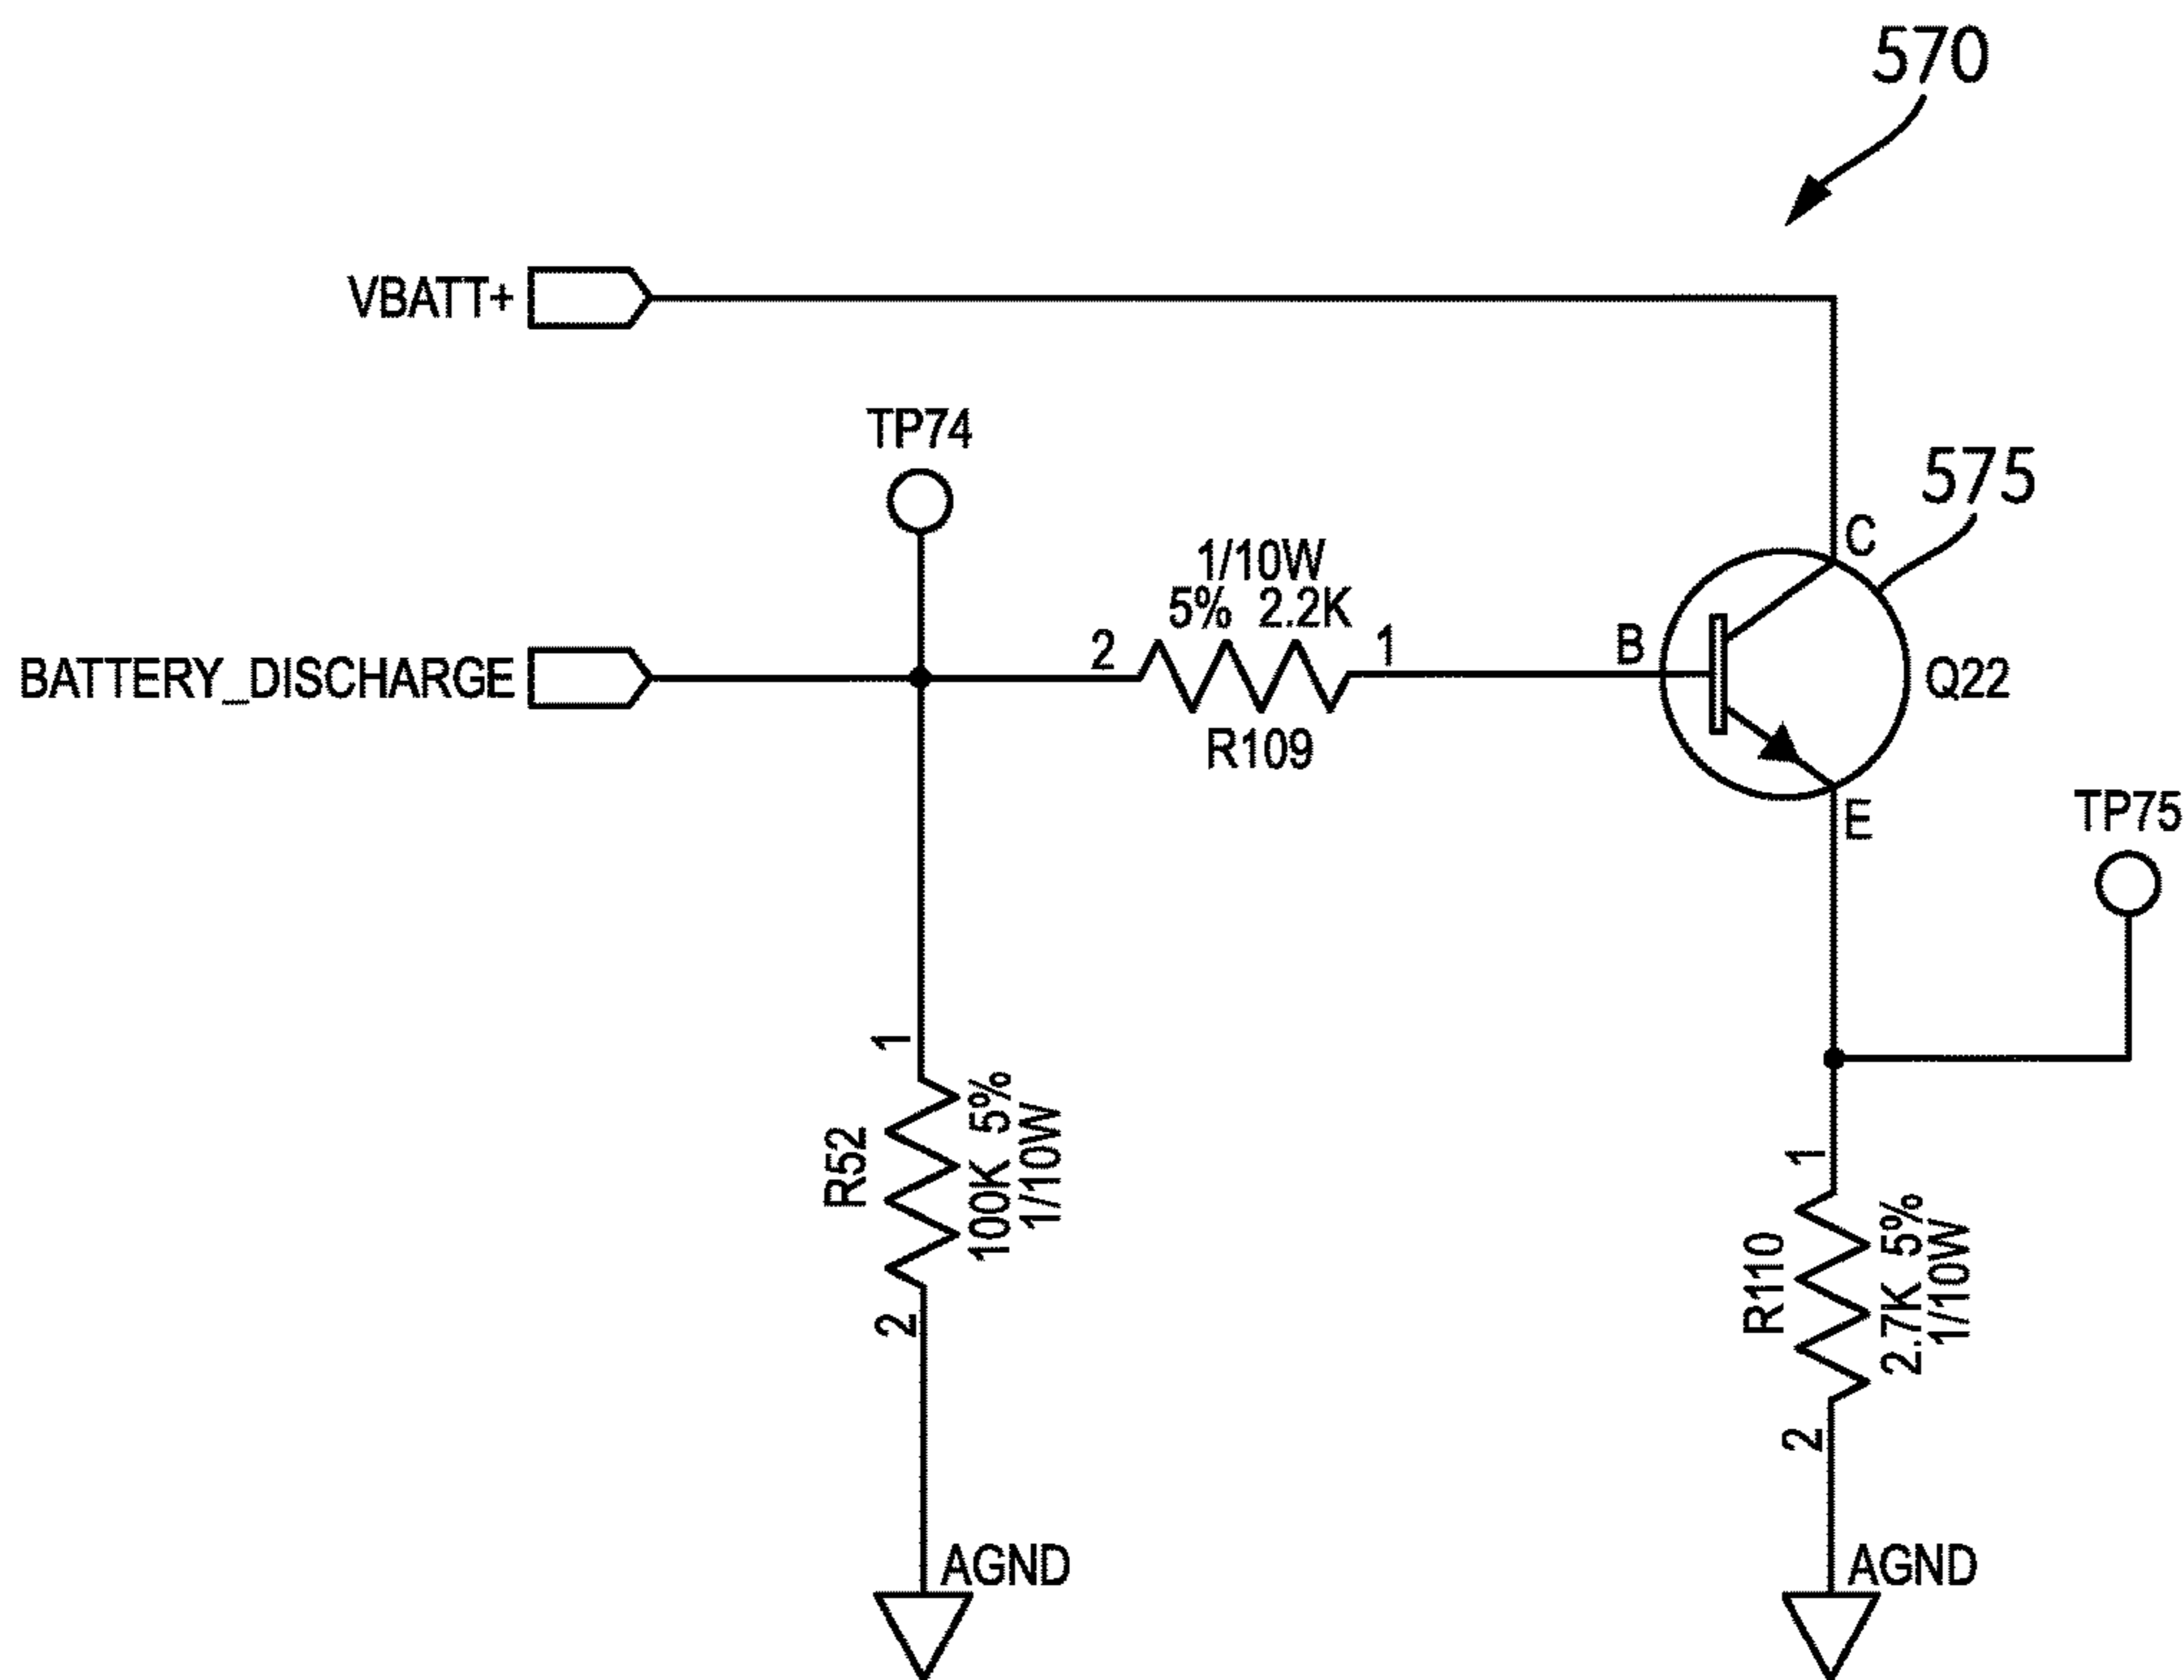 570
VBATT+
TP74
575
C
1/10W
5% 2.2K
BATTERY_DISCHARGE
2
1
B
Q22
R109
E
TP75
1
R52
100K 5%
1/10W
2
1
R110
2.7K 5%
1/10W
2
AGND
AGND